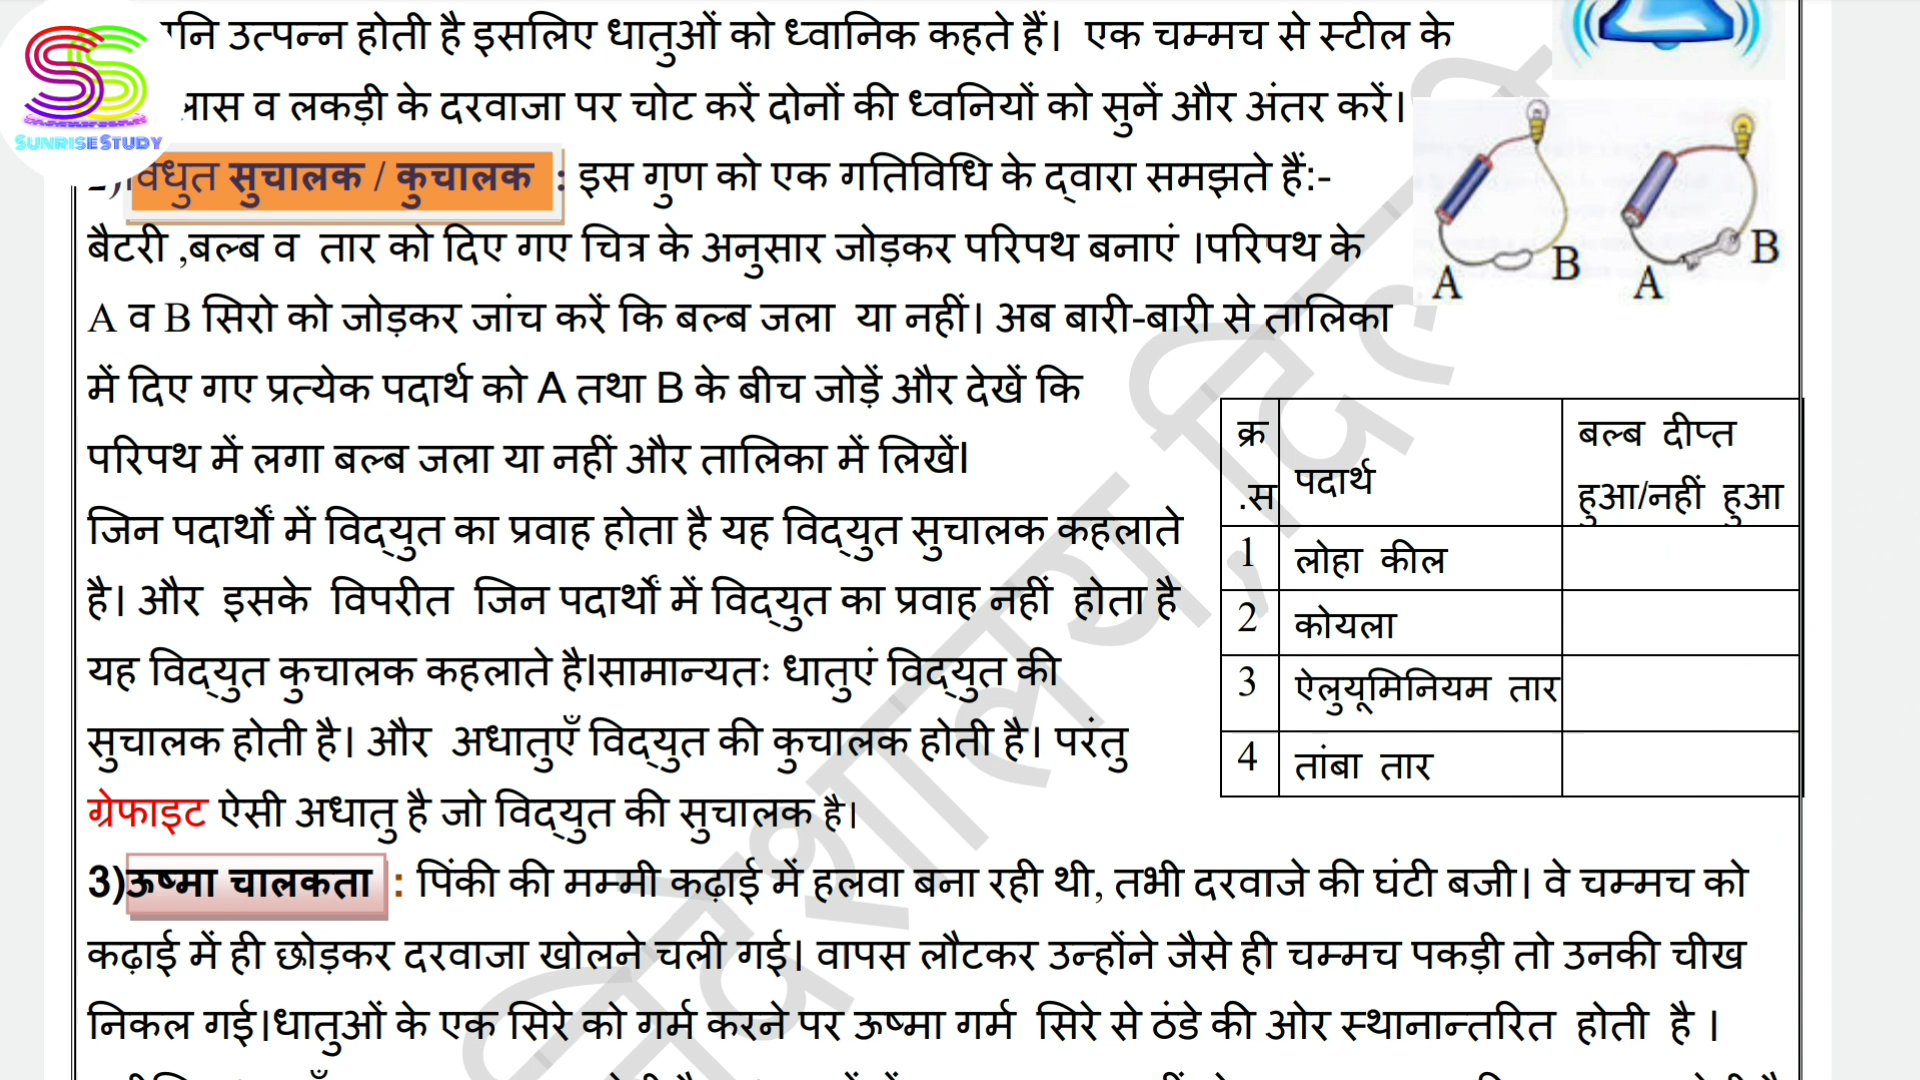 उत्पन्न होती है इसलिए धातुओं को ध्वानिक कहते हैं। एक चम्मच से स्टील के
व लकड़ी के दरवाजा पर चोट करें दोनों की ध्वनियों को सुनें और अंतर करें।
SUNRISESTUDY
विधुत सुचालक / कुचालक : इस गुण को एक गतिविधि के द्वारा समझते हैं:-
बैटरी ,बल्ब व तार को दिए गए चित्र के अनुसार जोड़कर परिपथ बनाएं ।परिपथ के
A B A B
A व B सिरो को जोड़कर जांच करें कि बल्ब जला या नहीं। अब बारी-बारी से तालिका
में दिए गए प्रत्येक पदार्थ को A तथा B के बीच जोड़ें और देखें कि
परिपथ में लगा बल्ब जला या नहीं और तालिका में लिखें।
जिन पदार्थों में विद्युत का प्रवाह होता है यह विद्युत सुचालक कहलाते
है। और इसके विपरीत जिन पदार्थों में विद्युत का प्रवाह नहीं होता है
यह विद्युत कुचालक कहलाते है।सामान्यतः धातुएं विद्युत की
सुचालक होती है। और अधातुएँ विद्युत की कुचालक होती है। परंतु
ग्रेफाइट ऐसी अधातु है जो विद्युत की सुचालक है।
क्र.स पदार्थ बल्ब दीप्त हुआ/नहीं हुआ
1 लोहा कील
2 कोयला
3 ऐलुयूमिनियम तार
4 तांबा तार
3)ऊष्मा चालकता : पिंकी की मम्मी कढ़ाई में हलवा बना रही थी, तभी दरवाजे की घंटी बजी। वे चम्मच को
कढ़ाई में ही छोड़कर दरवाजा खोलने चली गई। वापस लौटकर उन्होंने जैसे ही चम्मच पकड़ी तो उनकी चीख
निकल गई।धातुओं के एक सिरे को गर्म करने पर ऊष्मा गर्म सिरे से ठंडे की ओर स्थानान्तरित होती है ।